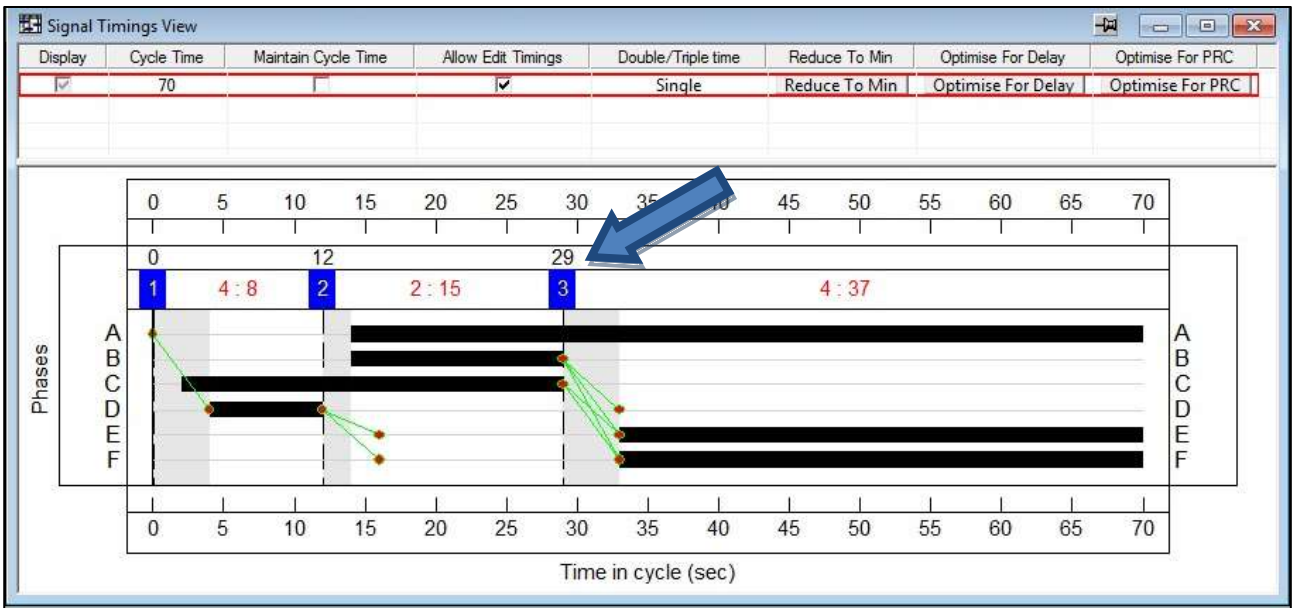 Signal Timings View
Display Cycle Time Maintain Cycle Time Allow Edit Timings Double/Triple time Reduce To Min Optimise For Delay Optimise For PRC
70 Single Reduce To Min Optimise For Delay Optimise For PRC
0 5 10 15 20 25 30 35 45 50 55 60 65 70
0 12 29
1 4 : 8 2 2 : 15 3 4 : 37
Phases
A A
B B
C C
D D
E E
F F
0 5 10 15 20 25 30 35 40 45 50 55 60 65 70
Time in cycle (sec)